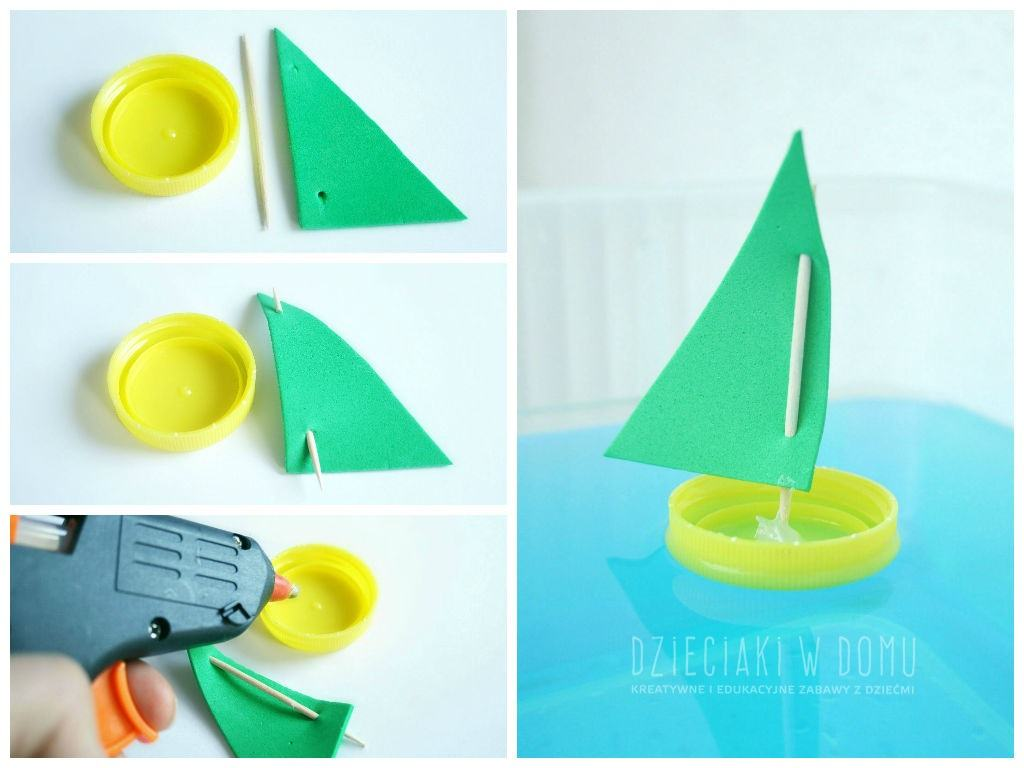 DZIECIAKI W DOMU
KREATYWNE I EDUKACYJNE ZABAWY Z DZIEĆMI